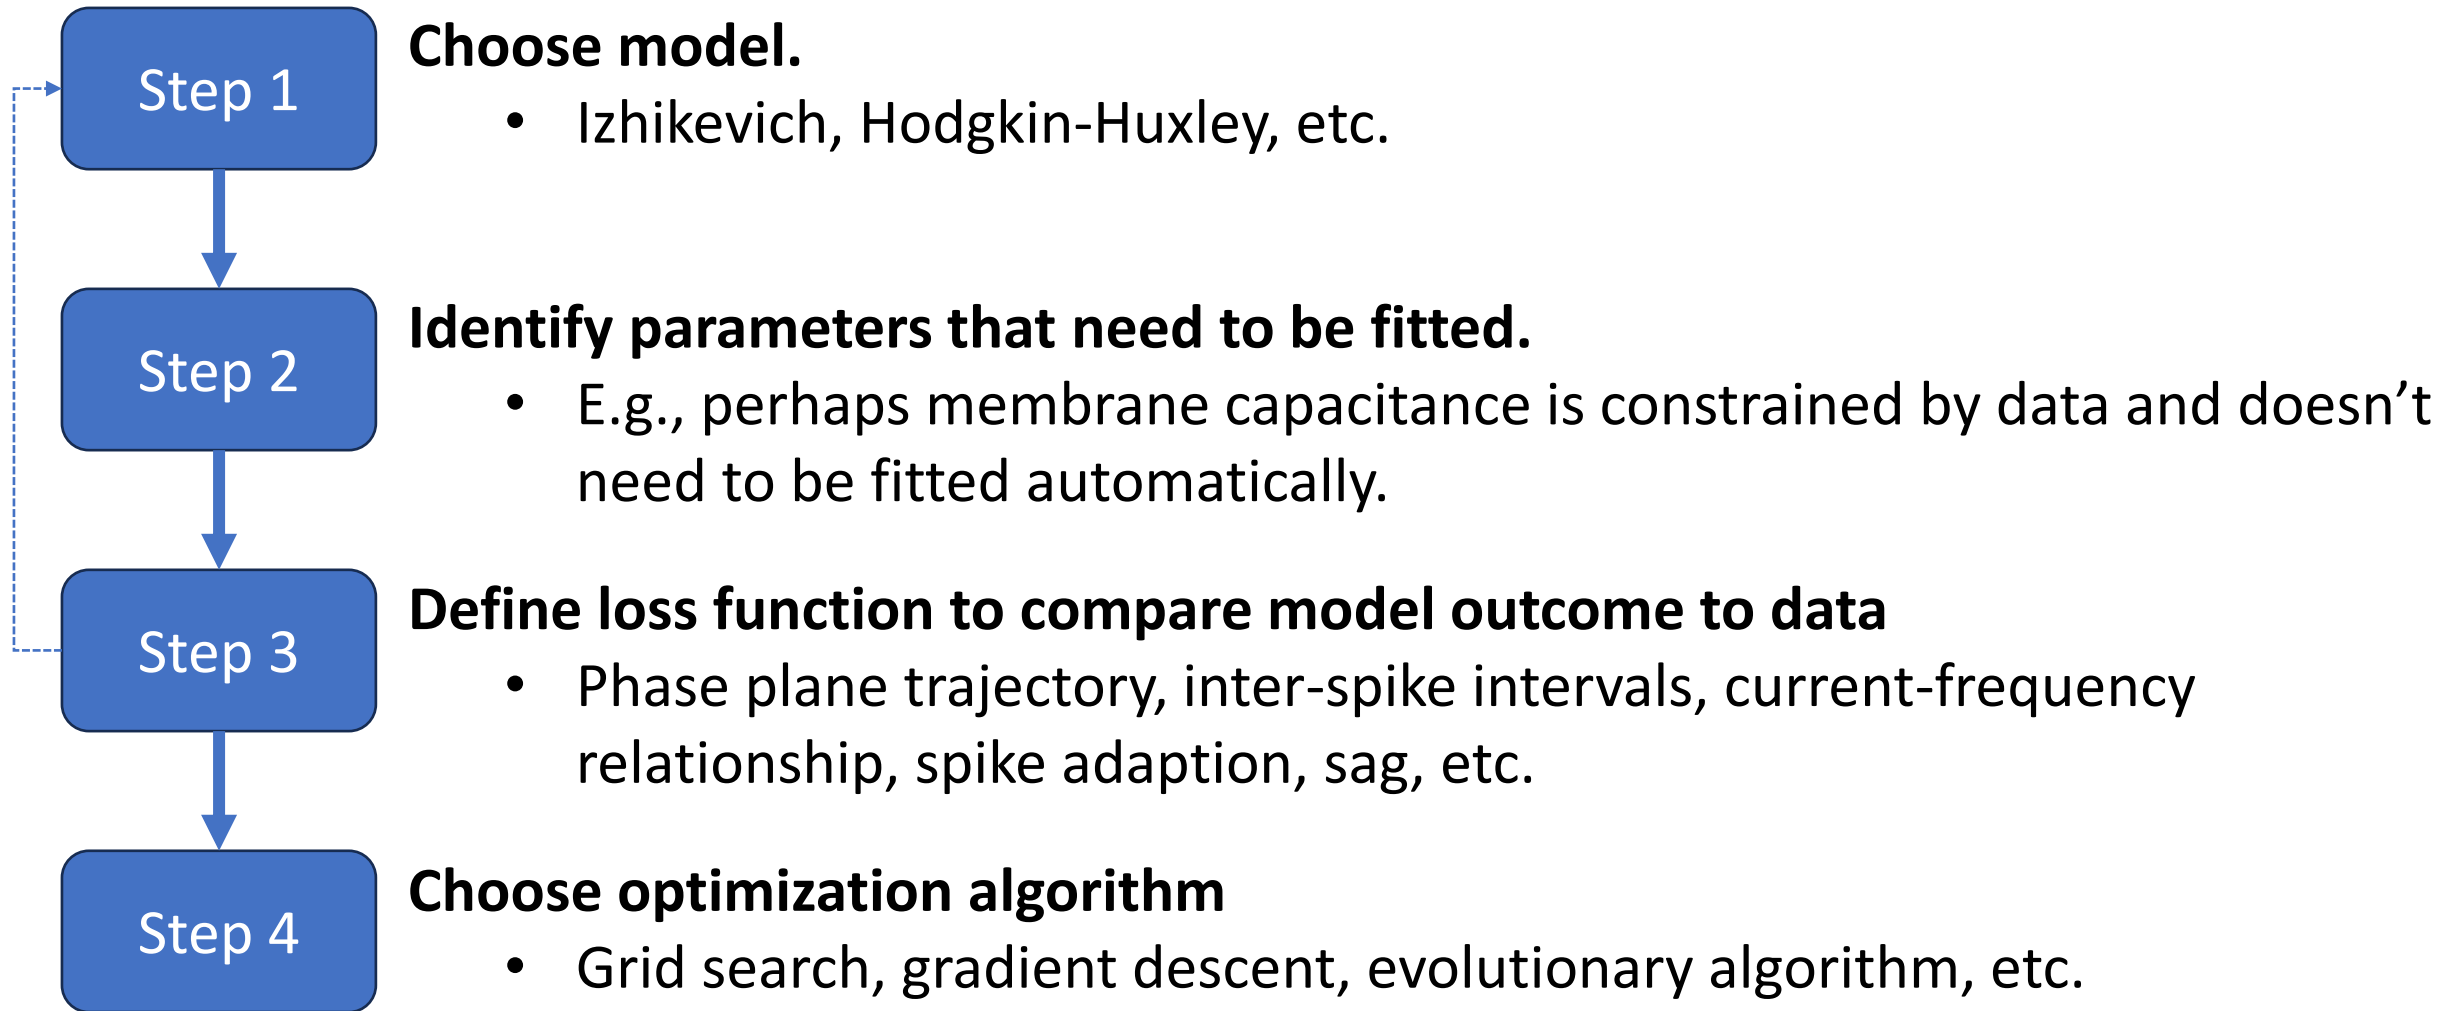 Step 1
Choose model.
• Izhikevich, Hodgkin-Huxley, etc.
Step 2
Identify parameters that need to be fitted.
• E.g., perhaps membrane capacitance is constrained by data and doesn’t
need to be fitted automatically.
Step 3
Define loss function to compare model outcome to data
• Phase plane trajectory, inter-spike intervals, current-frequency
relationship, spike adaption, sag, etc.
Step 4
Choose optimization algorithm
• Grid search, gradient descent, evolutionary algorithm, etc.